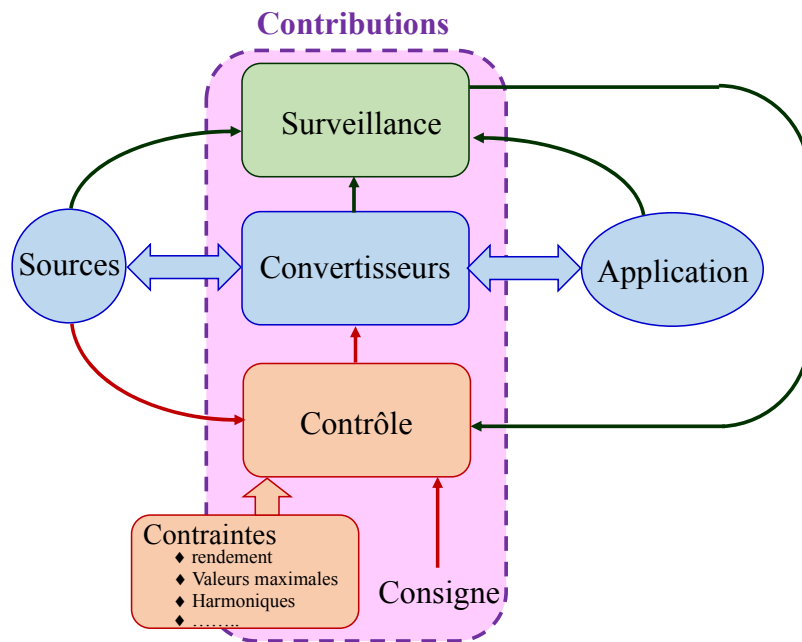 Contributions
Surveillance
Sources
Convertisseurs
Application
Contrôle
Contraintes
♦ rendement
♦ Valeurs maximales
♦ Harmoniques
♦ ……..
Consigne